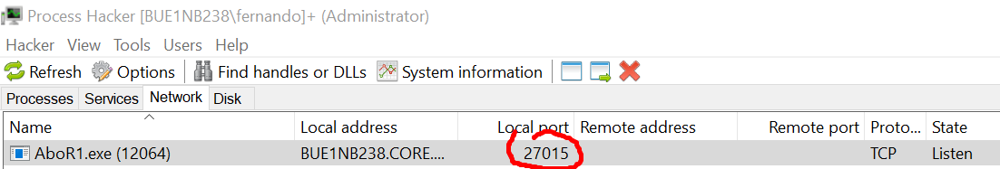 Process Hacker [BUE1NB238\fernando]+ (Administrator)
Hacker View Tools Users Help
Refresh Options Find handles or DLLs System information
Processes Services Network Disk
Name Local address Local port Remote address Remote port Proto... State
AboR1.exe (12064) BUE1NB238.CORE.... 27015 TCP Listen